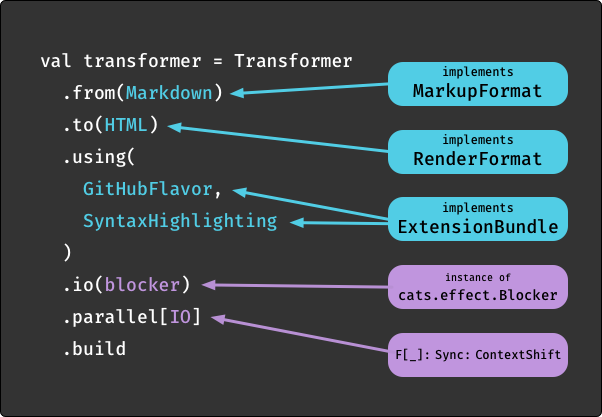 val transformer = Transformer
  .from(Markdown)
  .to(HTML)
  .using(
    GitHubFlavor,
    SyntaxHighlighting
  )
  .io(blocker)
  .parallel[IO]
  .build
implements
MarkupFormat
implements
RenderFormat
implements
ExtensionBundle
instance of
cats.effect.Blocker
F[_]: Sync: ContextShift